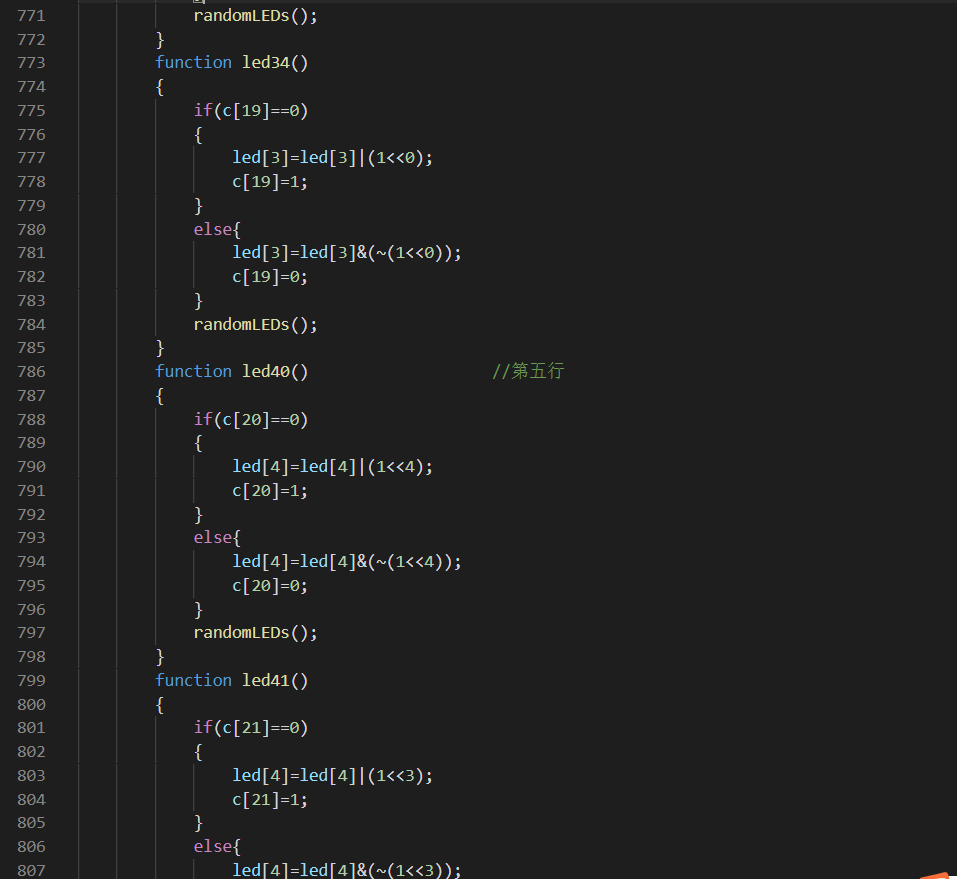 771 randomLEDs();
772 }
773 function led34()
774 {
775 if(c[19]==0)
776 {
777 led[3]=led[3]|(1<<0);
778 c[19]=1;
779 }
780 else{
781 led[3]=led[3]&(~(1<<0));
782 c[19]=0;
783 }
784 randomLEDs();
785 }
786 function led40() //第五行
787 {
788 if(c[20]==0)
789 {
790 led[4]=led[4]|(1<<4);
791 c[20]=1;
792 }
793 else{
794 led[4]=led[4]&(~(1<<4));
795 c[20]=0;
796 }
797 randomLEDs();
798 }
799 function led41()
800 {
801 if(c[21]==0)
802 {
803 led[4]=led[4]|(1<<3);
804 c[21]=1;
805 }
806 else{
807 led[4]=led[4]&(~(1<<3));